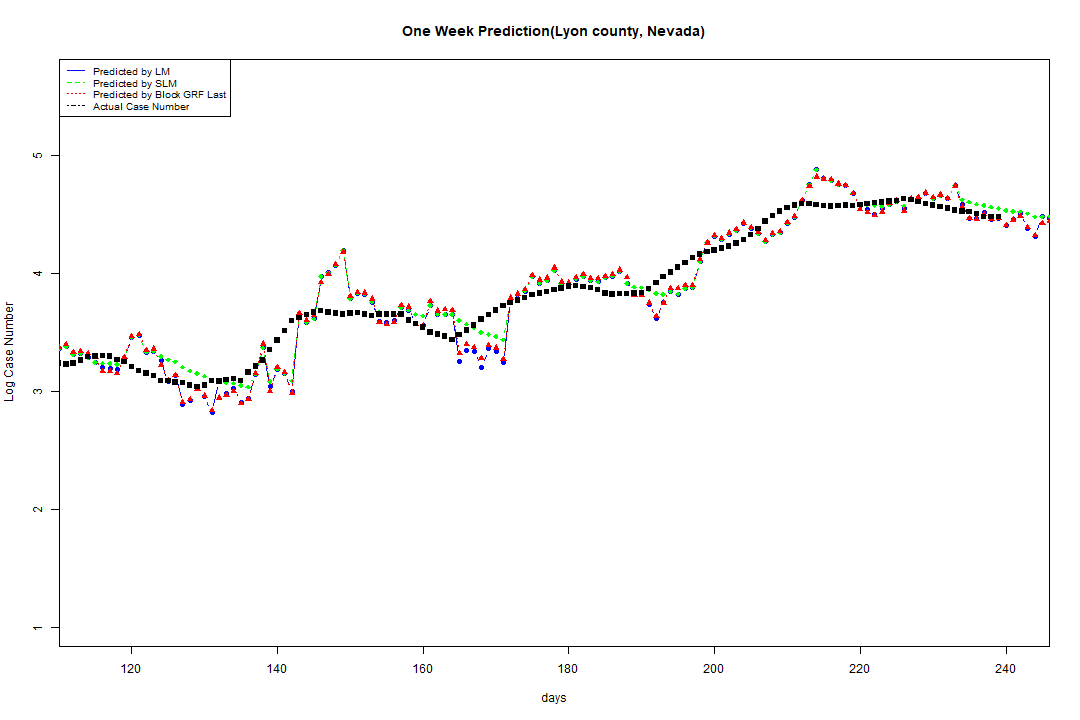 One Week Prediction(Lyon county, Nevada)
Predicted by LM
Predicted by SLM
Predicted by Block GRF Last
Actual Case Number
5
4
3
2
1
Log Case Number
120 140 160 180 200 220 240
days